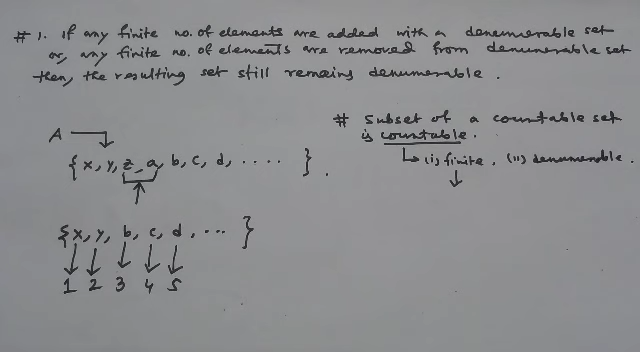 # 1. If any finite no. of elements are added with a denumerable set
or, any finite no. of elements are removed from denumerable set
then, the resulting set still remains denumerable.
# Subset of a countable set
is countable.
(i) finite, (ii) denumerable.
A
{x, y, z, a, b, c, d, .... }.
{x, y, b, c, d, ... }
1 2 3 4 5